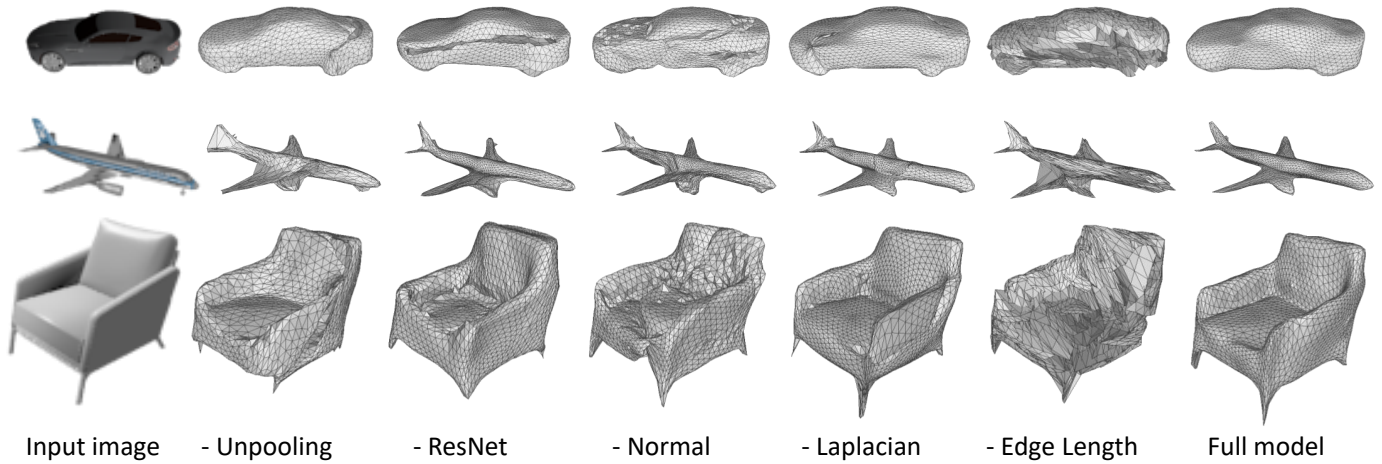 Input image - Unpooling - ResNet - Normal - Laplacian - Edge Length Full model